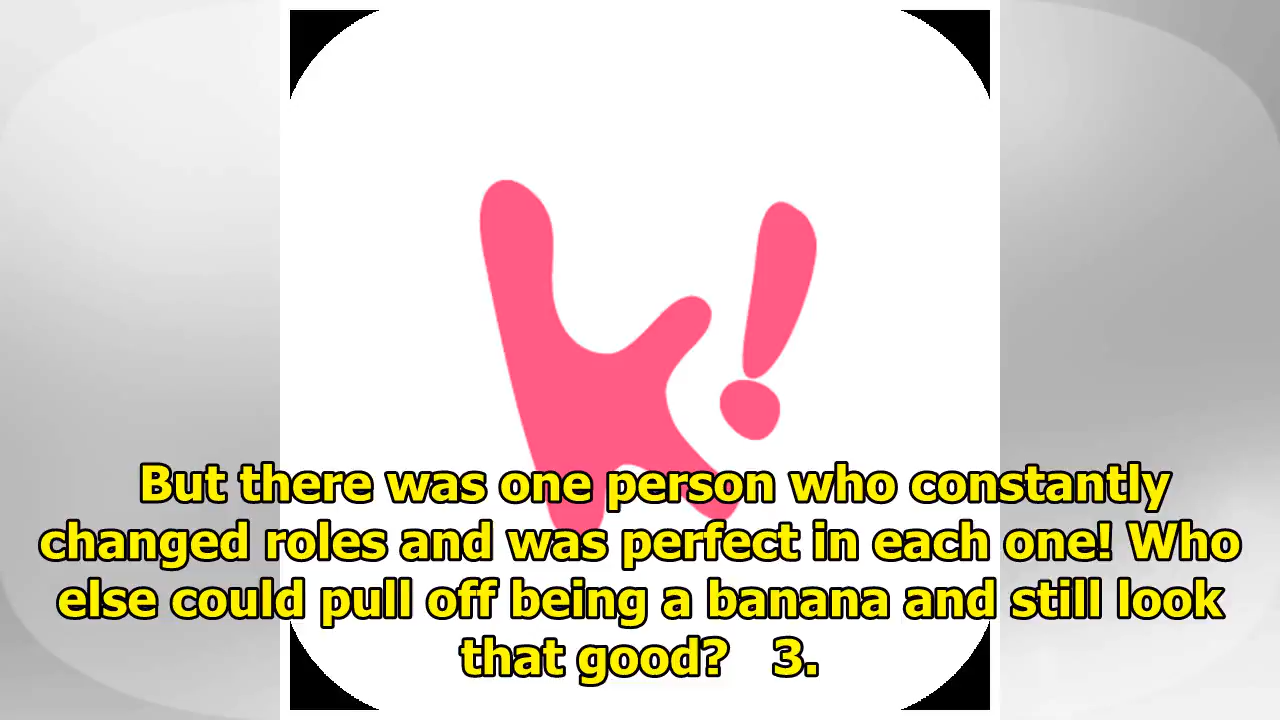 k!
But there was one person who constantly
changed roles and was perfect in each one! Who
else could pull off being a banana and still look
that good? 3.